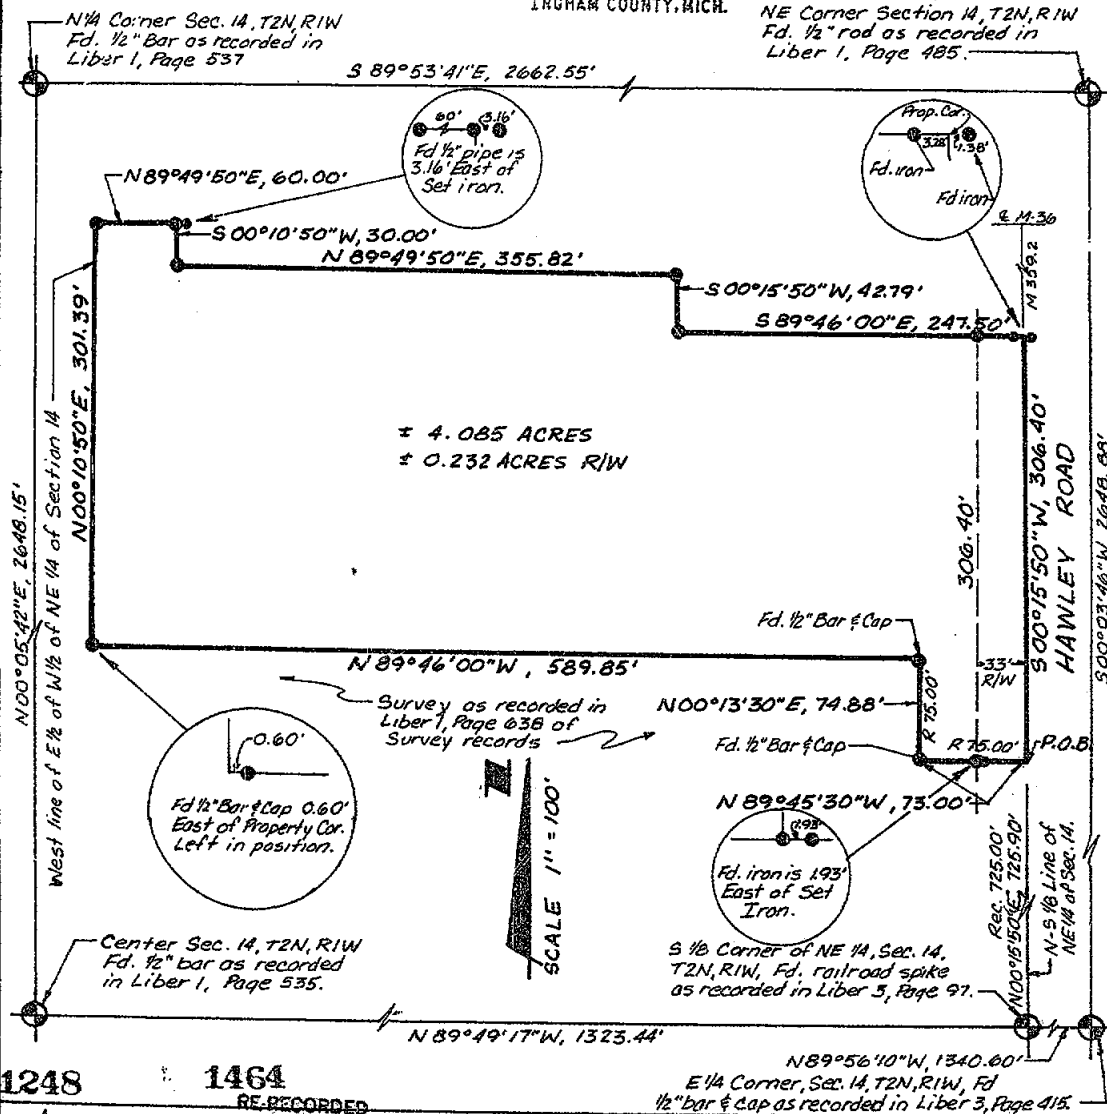 INGHAM COUNTY, MICH.
N¼ Corner Sec. 14, T2N, R1W
Fd. ½" Bar as recorded in
Liber 1, Page 537
NE Corner Section 14, T2N, R1W
Fd. ½" rod as recorded in
Liber 1, Page 485.
S 89°53'41"E, 2662.55'
60' 3.16'
Fd ½" pipe is
3.16' East of
Set iron.
Prop. Cor.
3.28' 1.38'
Fd. iron
Fd iron
N89°49'50"E, 60.00'
S 00°10'50"W, 30.00'
N 89°49'50"E, 355.82'
℄ M-36
M 359.2
S 00°15'50"W, 42.79'
S 89°46'00"E, 247.50'
N00°10'50"E, 301.39'
West line of E½ of W½ of NE ¼ of Section 14
N00°05'42"E, 2648.15'
± 4.085 ACRES
± 0.232 ACRES R/W
306.40'
S00°15'50"W, 306.40'
HAWLEY ROAD
S00°03'46"W 2648.88'
33'
R/W
Fd. ½" Bar & Cap
N 89°46'00"W, 589.85'
Survey as recorded in
Liber 1, Page 638 of
Survey records
N00°13'30"E, 74.88'
R 75.00'
Fd. ½" Bar & Cap
R 75.00'
P.O.B.
N 89°45'30"W, 73.00'
0.60'
Fd ½" Bar & Cap 0.60'
East of Property Cor.
Left in position.
N
SCALE 1" = 100'
1.93'
Fd. iron is 1.93'
East of Set
Iron.
Rec. 725.00'
N00°15'50"E, 725.90'
N-S ⅛ Line of
NE ¼ of Sec. 14.
Center Sec. 14, T2N, R1W
Fd. ½" bar as recorded
in Liber 1, Page 535.
S ⅛ Corner of NE ¼, Sec. 14,
T2N, R1W, Fd. railroad spike
as recorded in Liber 3, Page 97.
N 89°49'17"W, 1323.44'
N89°56'10"W, 1340.60'
E ¼ Corner, Sec. 14, T2N, R1W, Fd
½" bar & cap as recorded in Liber 3, Page 415.
1248 1464
RE-RECORDED